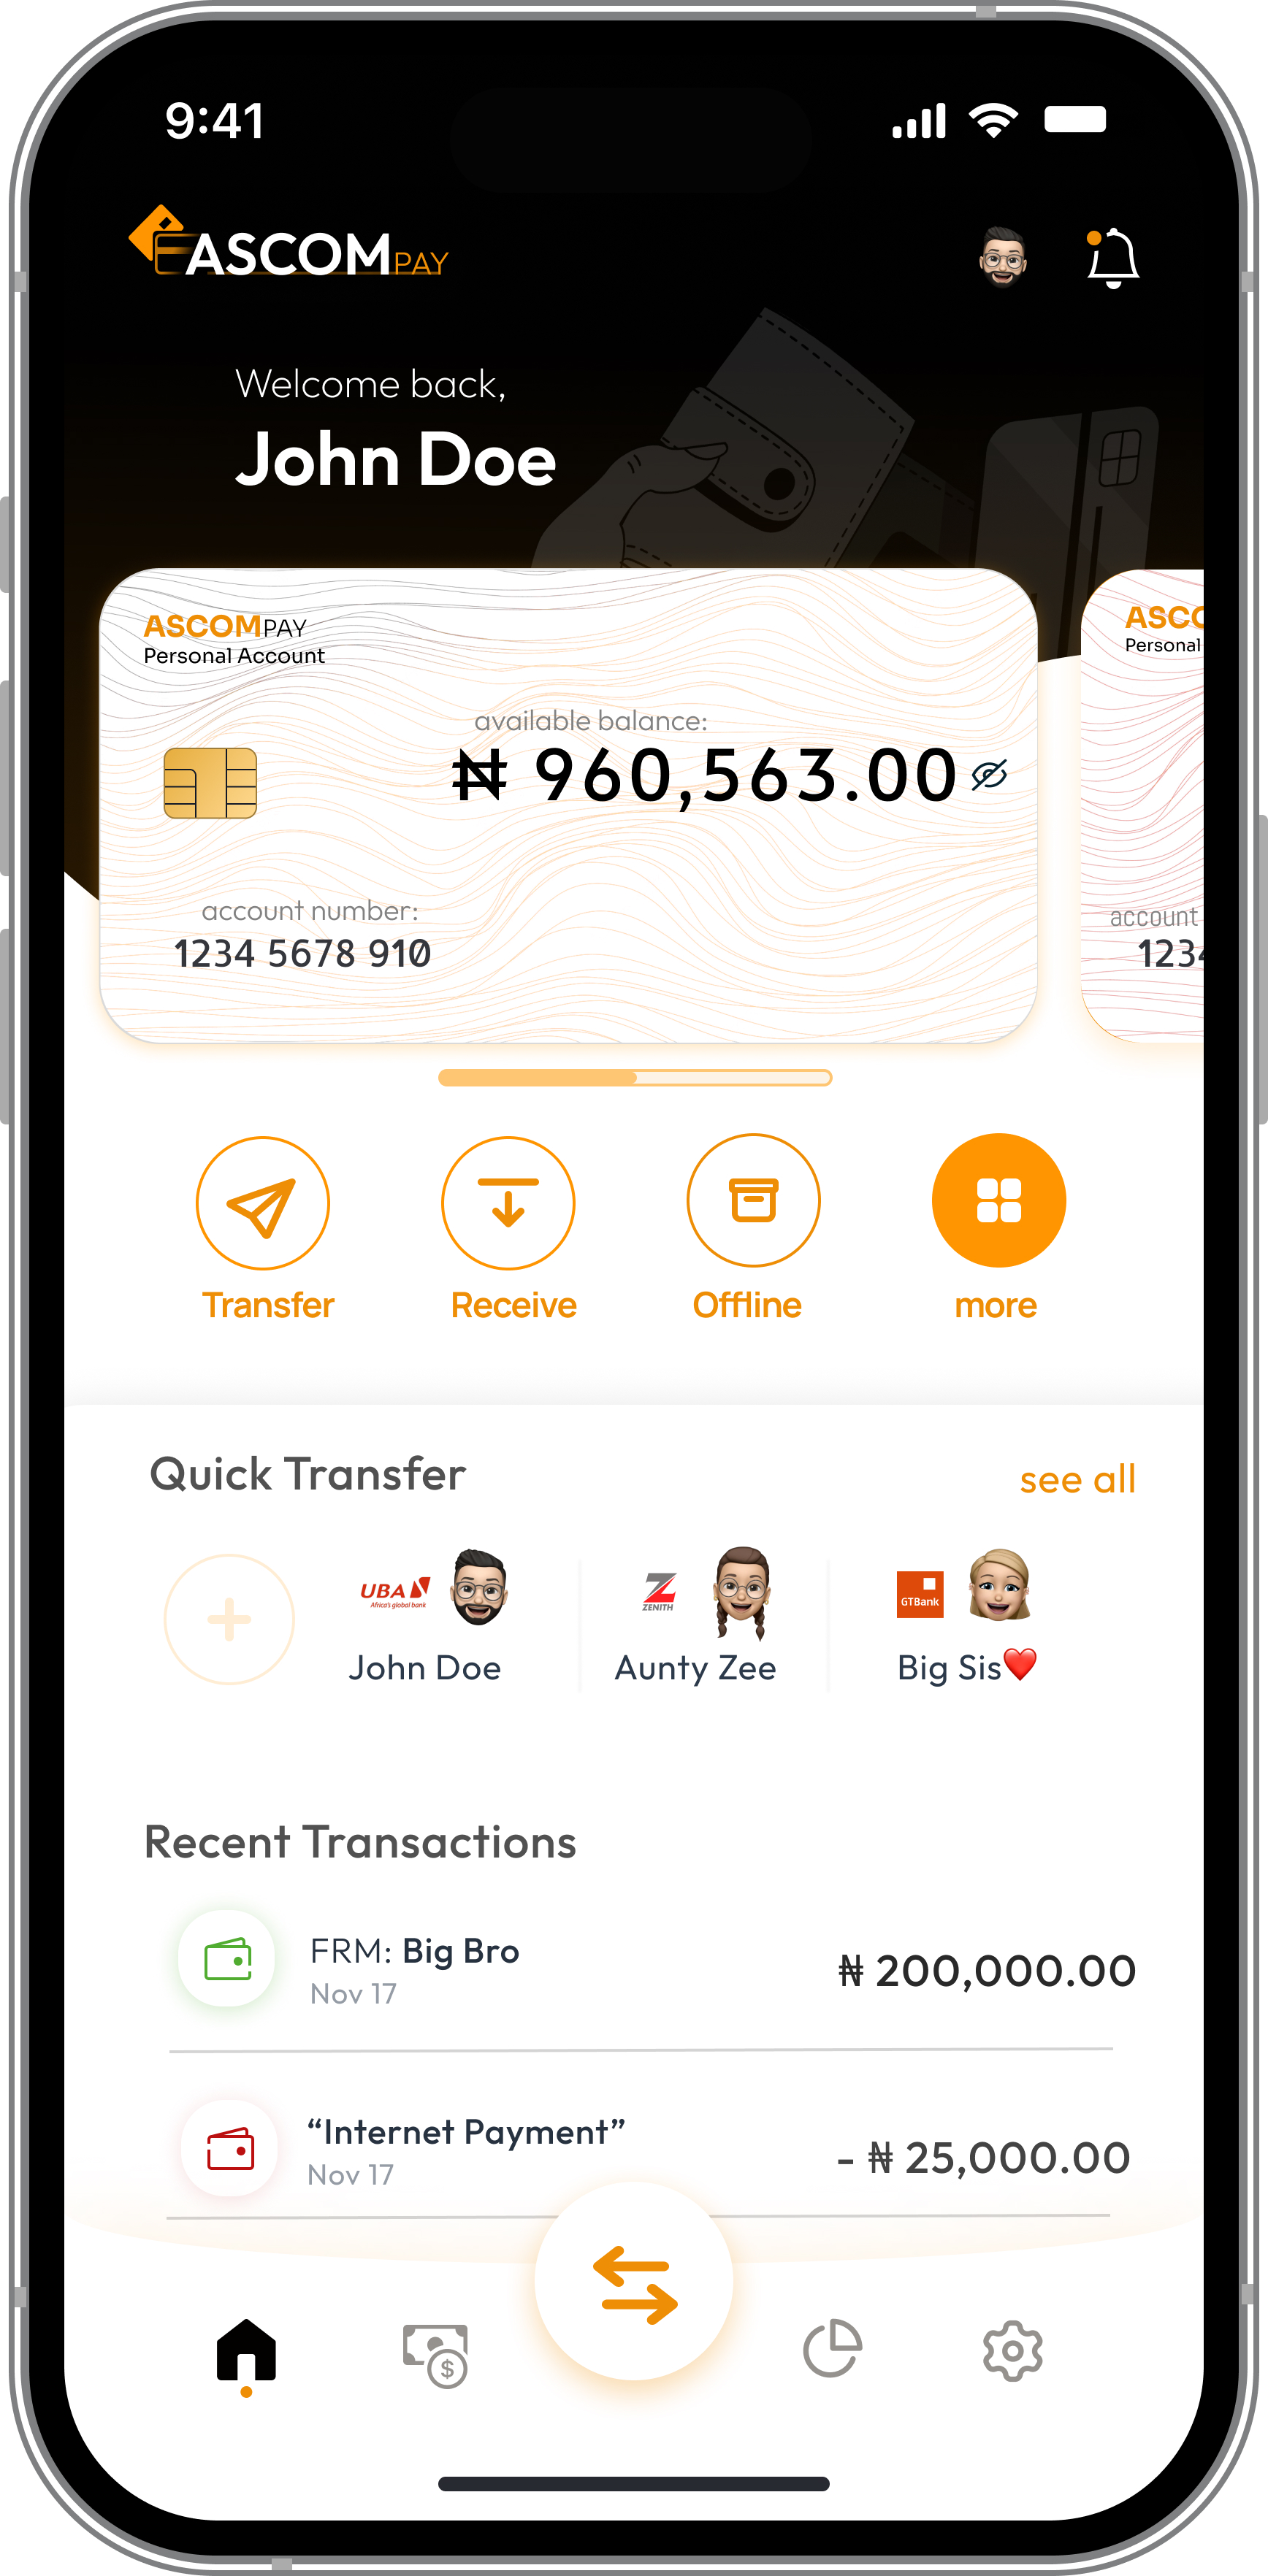 9:41
ASCOMPAY
Welcome back,
John Doe
ASCOMPAY
Personal Account
available balance:
₦ 960,563.00
account number:
1234 5678 910
ASCO
Personal
account
1234
Transfer
Receive
Offline
more
Quick Transfer
see all
UBA
Africa's global bank
John Doe
ZENITH
Aunty Zee
GTBank
Big Sis❤️
Recent Transactions
FRM: Big Bro
Nov 17
₦ 200,000.00
“Internet Payment”
Nov 17
- ₦ 25,000.00
$